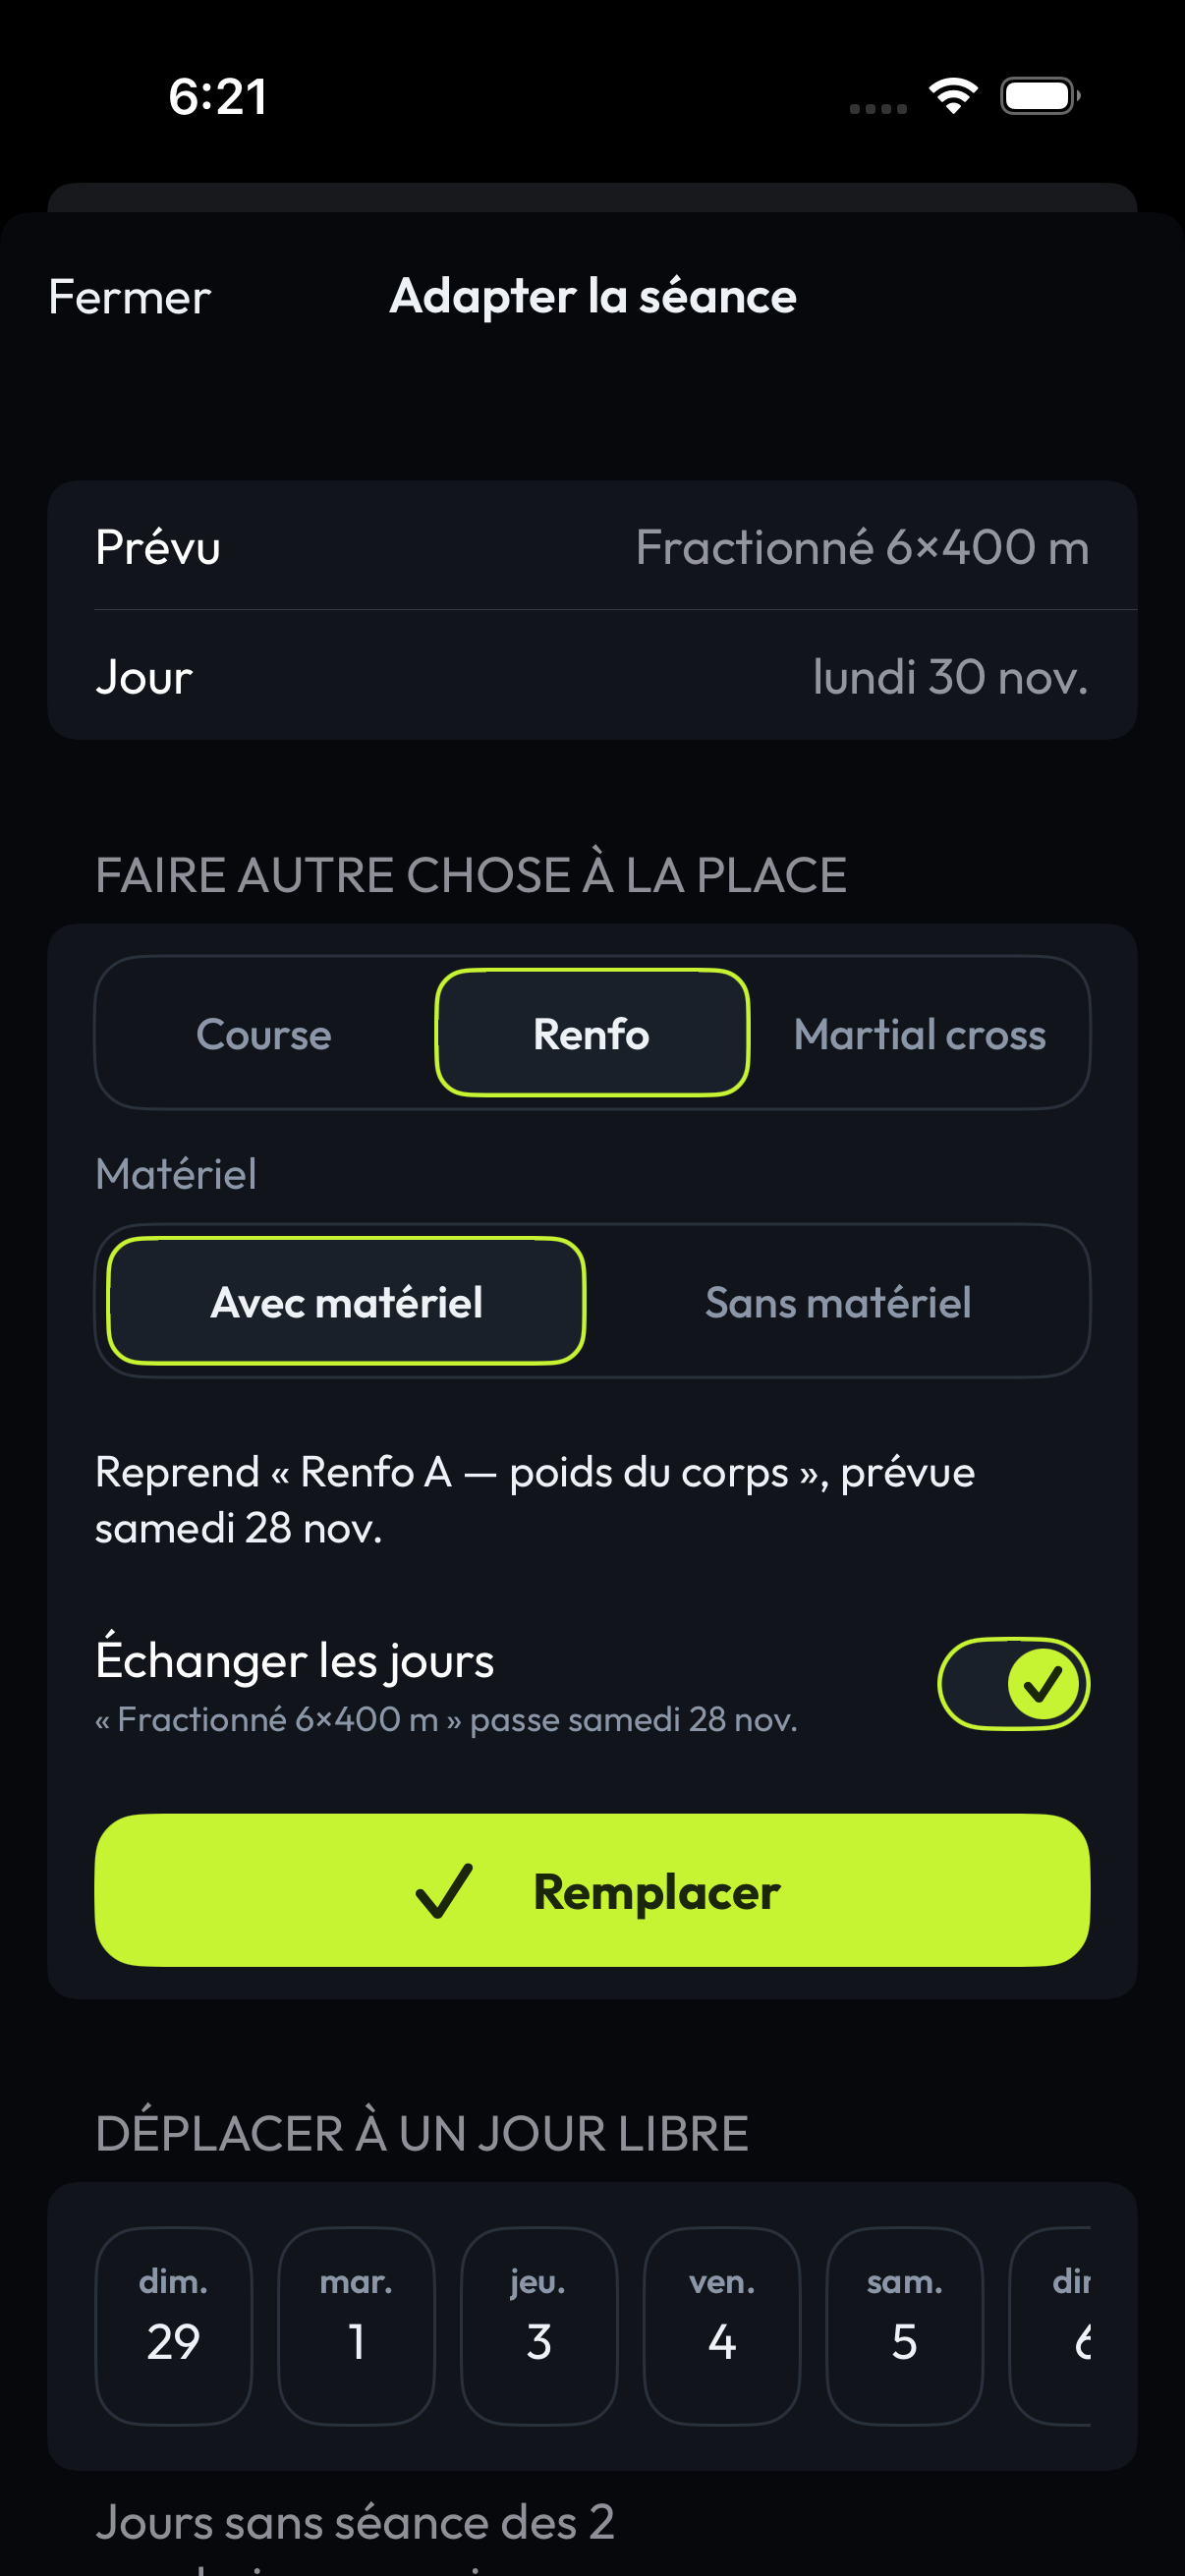 6:21
Fermer
Adapter la séance
Prévu
Fractionné 6×400 m
Jour
lundi 30 nov.
FAIRE AUTRE CHOSE À LA PLACE
Course
Renfo
Martial cross
Matériel
Avec matériel
Sans matériel
Reprend « Renfo A — poids du corps », prévue
samedi 28 nov.
Échanger les jours
« Fractionné 6×400 m » passe samedi 28 nov.
Remplacer
DÉPLACER À UN JOUR LIBRE
dim.
29
mar.
1
jeu.
3
ven.
4
sam.
5
Jours sans séance des 2